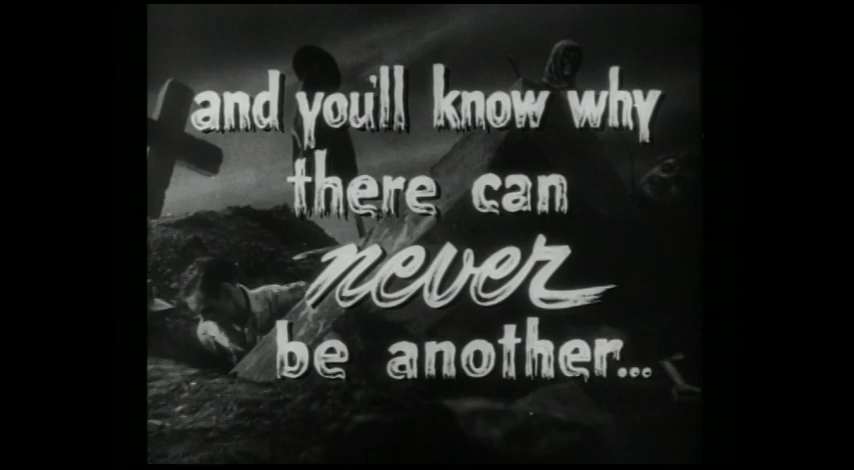 and you'll know why
there can
never
be another...